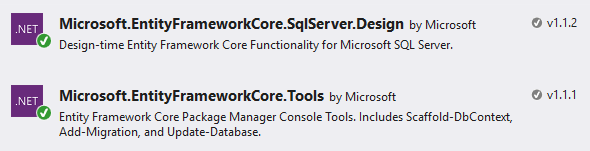 .NET Microsoft.EntityFrameworkCore.SqlServer.Design by Microsoft v1.1.2
Design-time Entity Framework Core Functionality for Microsoft SQL Server.
.NET Microsoft.EntityFrameworkCore.Tools by Microsoft v1.1.1
Entity Framework Core Package Manager Console Tools. Includes Scaffold-DbContext,
Add-Migration, and Update-Database.